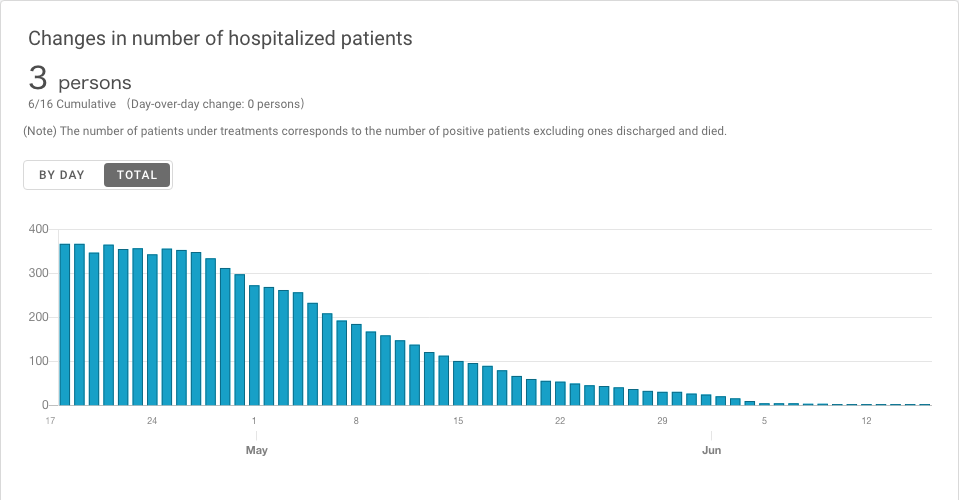 Changes in number of hospitalized patients
3 persons
6/16 Cumulative （Day-over-day change: 0 persons）
(Note) The number of patients under treatments corresponds to the number of positive patients excluding ones discharged and died.
BY DAY TOTAL
400
300
200
100
0
17 24 1 8 15 22 29 5 12
May Jun